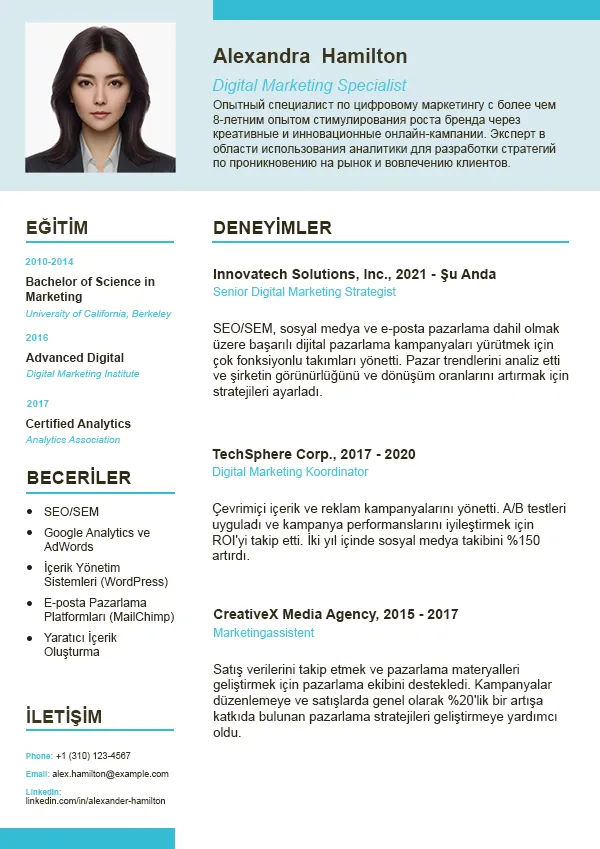 Alexandra Hamilton
Digital Marketing Specialist
Опытный специалист по цифровому маркетингу с более чем
8-летним опытом стимулирования роста бренда через
креативные и инновационные онлайн-кампании. Эксперт в
области использования аналитики для разработки стратегий
по проникновению на рынок и вовлечению клиентов.
EĞİTİM
2010-2014
Bachelor of Science in
Marketing
University of California, Berkeley
2016
Advanced Digital
Digital Marketing Institute
2017
Certified Analytics
Analytics Association
BECERİLER
• SEO/SEM
• Google Analytics ve
AdWords
• İçerik Yönetim
Sistemleri (WordPress)
• E-posta Pazarlama
Platformları (MailChimp)
• Yaratıcı İçerik
Oluşturma
İLETİŞİM
Phone: +1 (310) 123-4567
Email: alex.hamilton@example.com
LinkedIn:
linkedin.com/in/alexander-hamilton
DENEYİMLER
Innovatech Solutions, Inc., 2021 - Şu Anda
Senior Digital Marketing Strategist
SEO/SEM, sosyal medya ve e-posta pazarlama dahil olmak
üzere başarılı dijital pazarlama kampanyaları yürütmek için
çok fonksiyonlu takımları yönetti. Pazar trendlerini analiz etti
ve şirketin görünürlüğünü ve dönüşüm oranlarını artırmak için
stratejileri ayarladı.
TechSphere Corp., 2017 - 2020
Digital Marketing Koordinator
Çevrimiçi içerik ve reklam kampanyalarını yönetti. A/B testleri
uyguladı ve kampanya performanslarını iyileştirmek için
ROI'yi takip etti. İki yıl içinde sosyal medya takibini %150
artırdı.
CreativeX Media Agency, 2015 - 2017
Marketingassistent
Satış verilerini takip etmek ve pazarlama materyalleri
geliştirmek için pazarlama ekibini destekledi. Kampanyalar
düzenlemeye ve satışlarda genel olarak %20'lik bir artışa
katkıda bulunan pazarlama stratejileri geliştirmeye yardımcı
oldu.